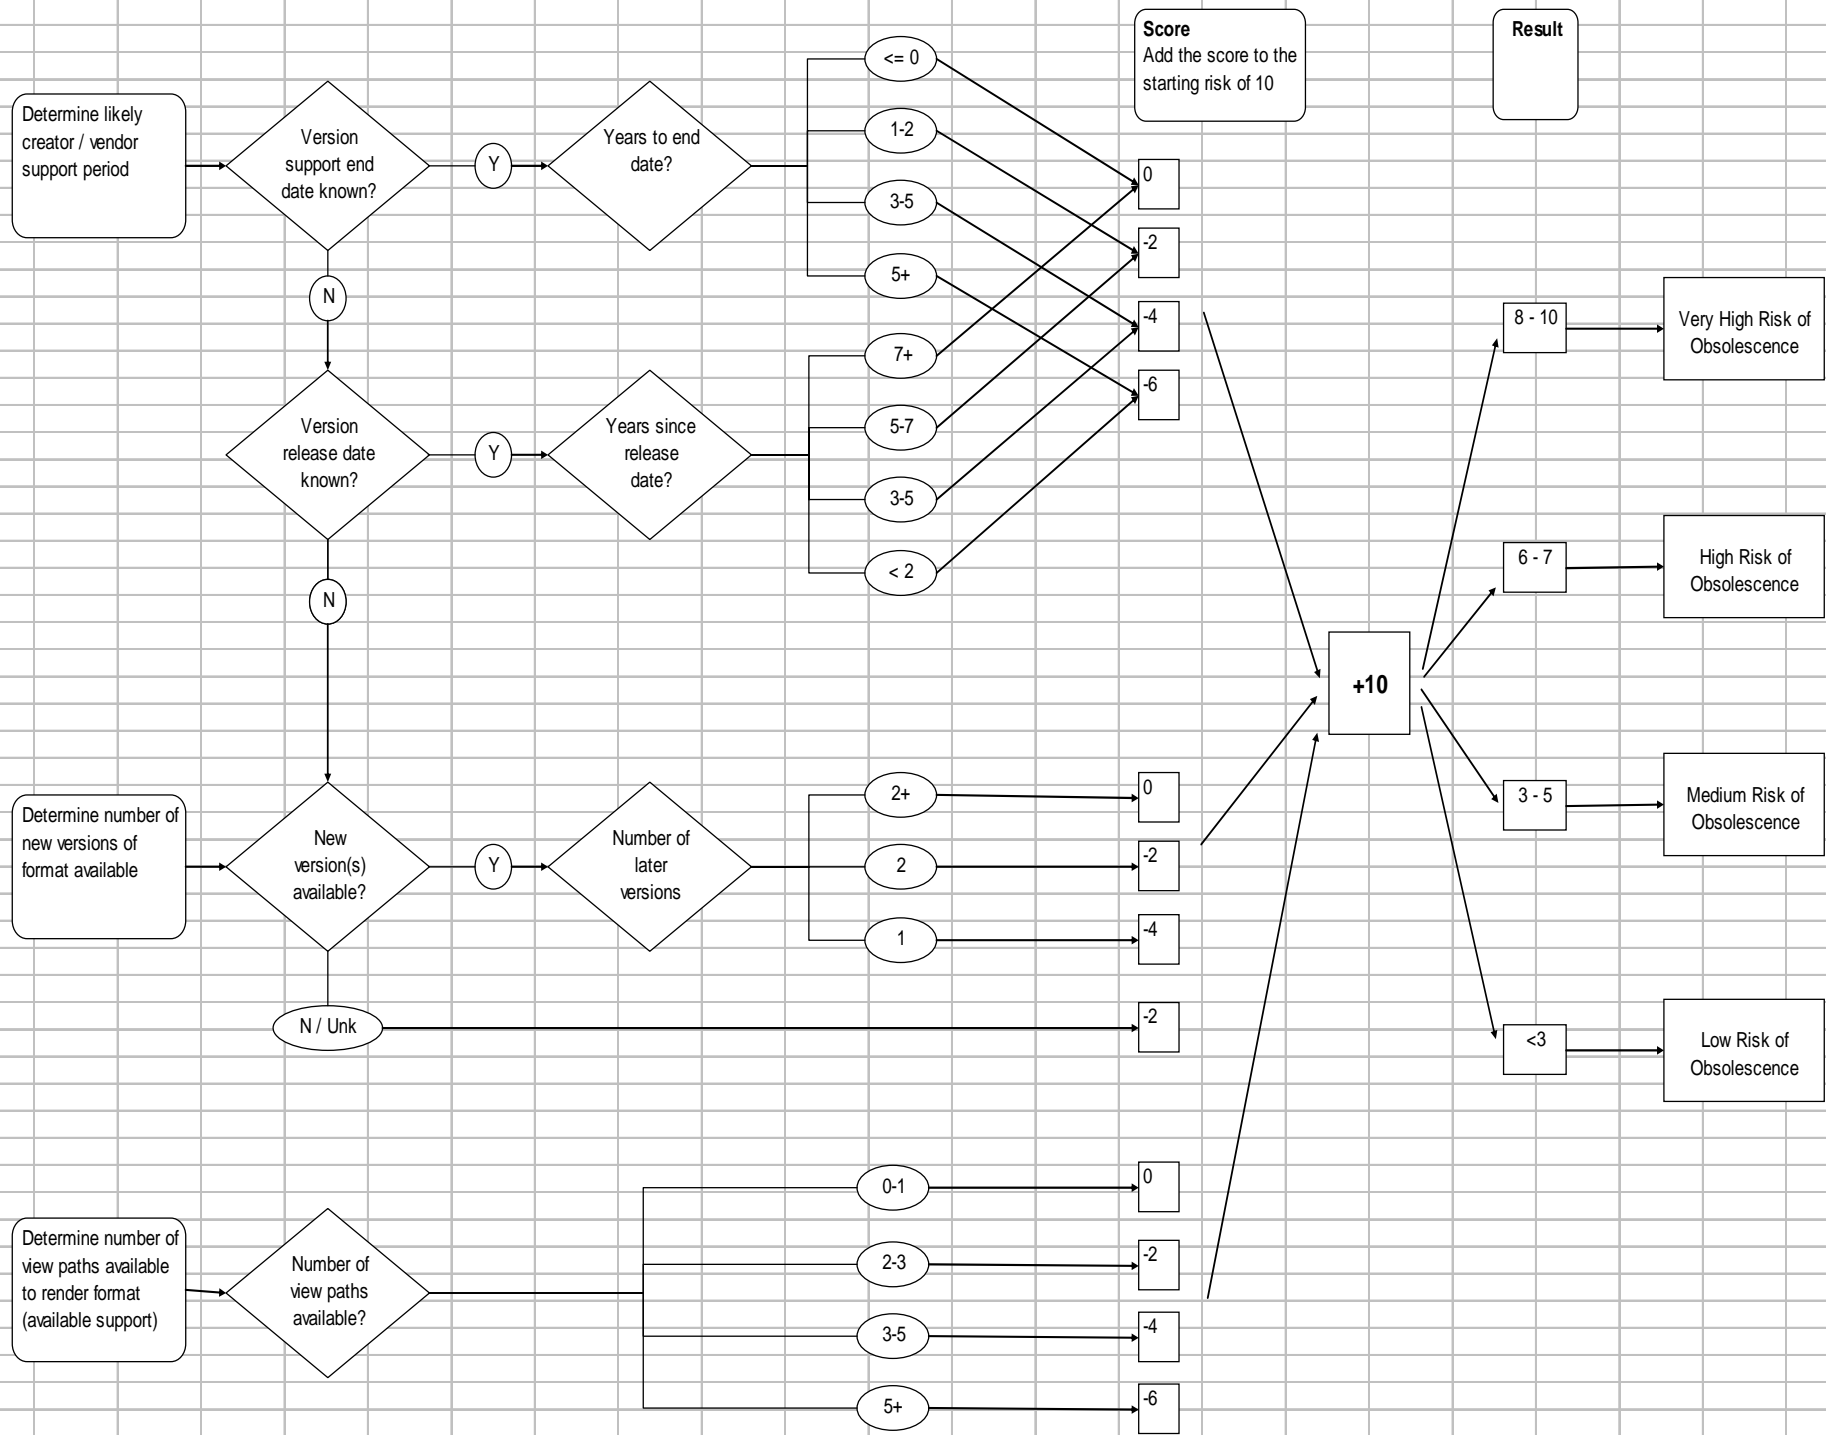 Score
Add the score to the
starting risk of 10
Result
Determine likely
creator / vendor
support period
Version
support end
date known?
Y
Years to end
date?
<= 0
1-2
3-5
5+
N
0
-2
-4
-6
Version
release date
known?
Y
Years since
release
date?
7+
5-7
3-5
< 2
N
+10
8 - 10
Very High Risk of
Obsolescence
6 - 7
High Risk of
Obsolescence
3 - 5
Medium Risk of
Obsolescence
<3
Low Risk of
Obsolescence
Determine number of
new versions of
format available
New
version(s)
available?
Y
Number of
later
versions
2+
0
2
-2
1
-4
N / Unk
-2
Determine number of
view paths available
to render format
(available support)
Number of
view paths
available?
0-1
0
2-3
-2
3-5
-4
5+
-6